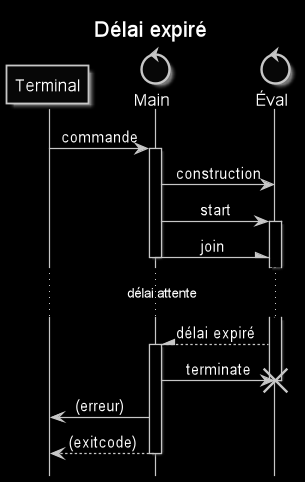 Délai expiré
Terminal
Main
Éval
commande
construction
start
join
délai attente
délai expiré
terminate
(erreur)
(exitcode)